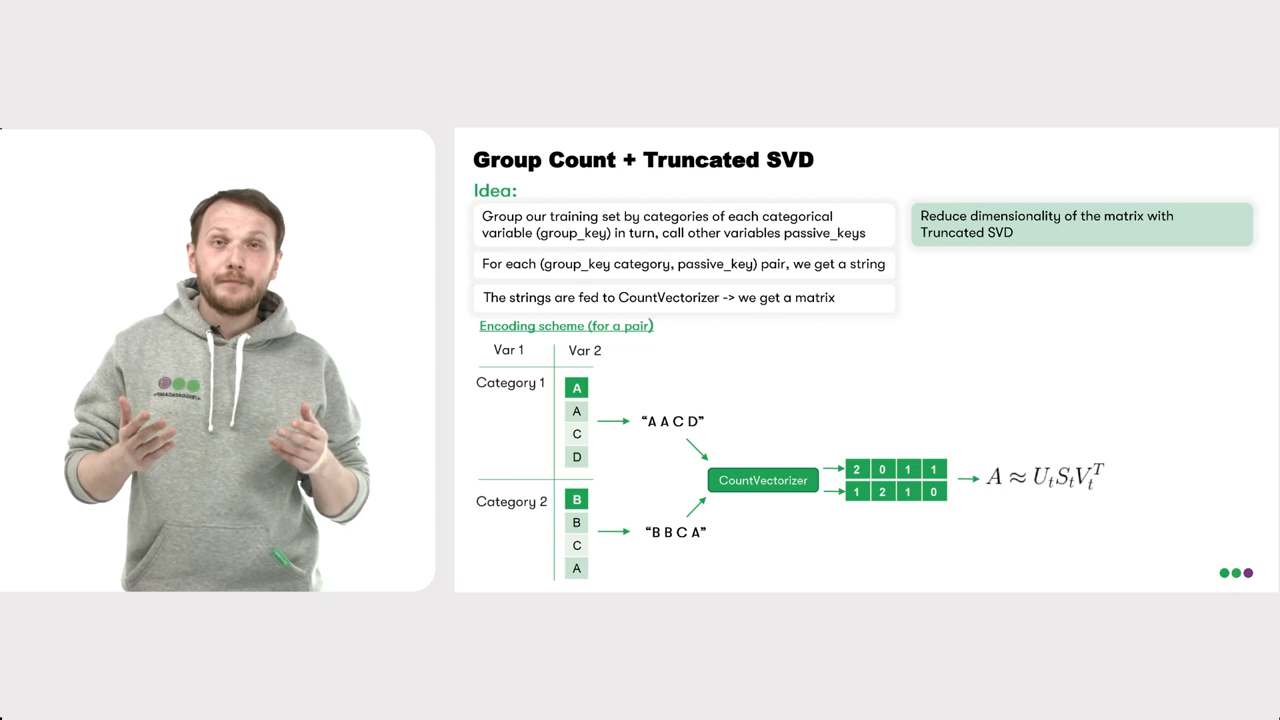 Group Count + Truncated SVD
Idea:
Group our training set by categories of each categorical
variable (group_key) in turn, call other variables passive_keys
For each (group_key category, passive_key) pair, we get a string
The strings are fed to CountVectorizer -> we get a matrix
Reduce dimensionality of the matrix with
Truncated SVD
Encoding scheme (for a pair)
Var 1 Var 2
Category 1
A
A
C
D
“A A C D”
Category 2
B
B
C
A
“B B C A”
CountVectorizer
2 0 1 1
1 2 1 0
A ≈ UₜSₜVₜᵀ